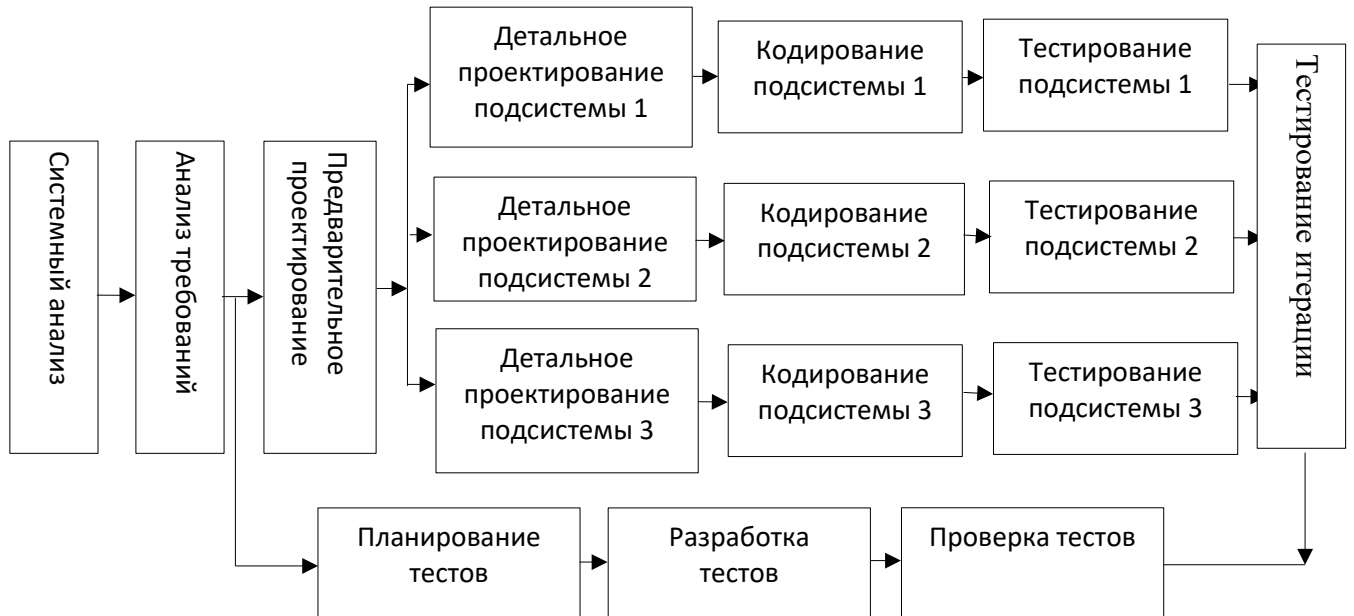 Системный анализ
Анализ требований
Предварительное
проектирование
Детальное
проектирование
подсистемы 1
Кодирование
подсистемы 1
Тестирование
подсистемы 1
Детальное
проектирование
подсистемы 2
Кодирование
подсистемы 2
Тестирование
подсистемы 2
Детальное
проектирование
подсистемы 3
Кодирование
подсистемы 3
Тестирование
подсистемы 3
Тестирование итерации
Планирование
тестов
Разработка
тестов
Проверка тестов